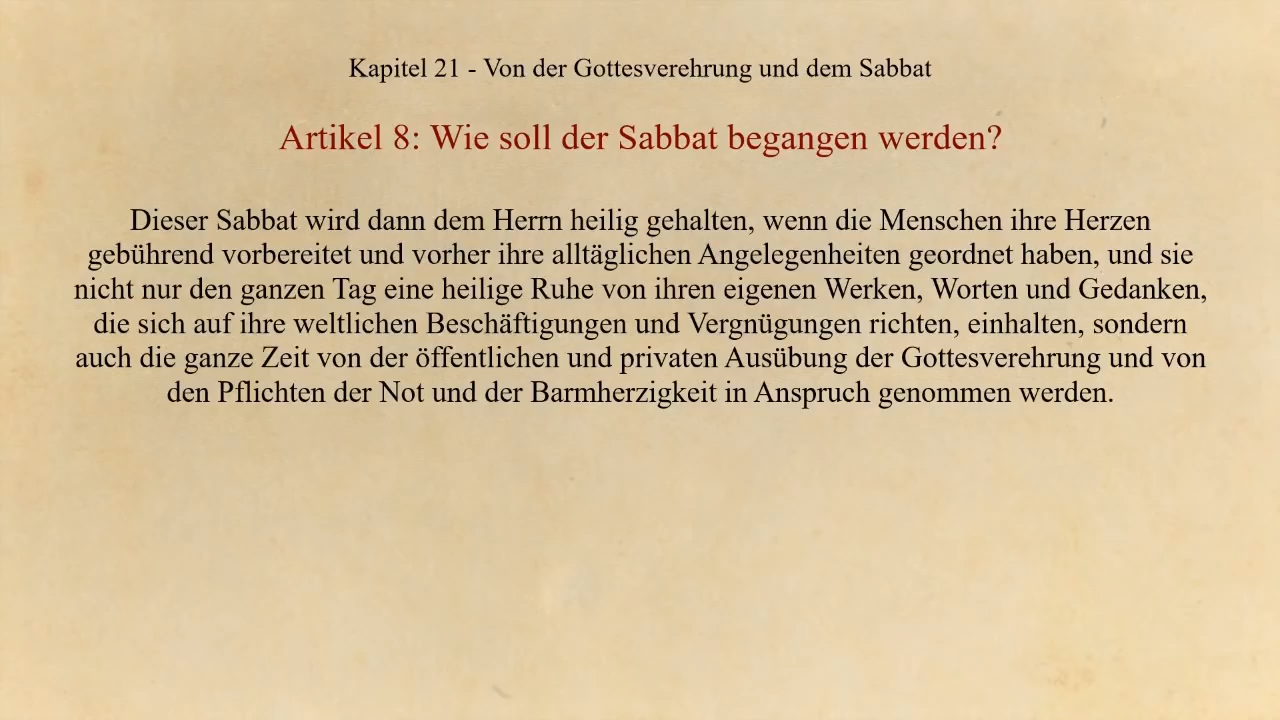 Kapitel 21 - Von der Gottesverehrung und dem Sabbat
Artikel 8: Wie soll der Sabbat begangen werden?
Dieser Sabbat wird dann dem Herrn heilig gehalten, wenn die Menschen ihre Herzen
gebührend vorbereitet und vorher ihre alltäglichen Angelegenheiten geordnet haben, und sie
nicht nur den ganzen Tag eine heilige Ruhe von ihren eigenen Werken, Worten und Gedanken,
die sich auf ihre weltlichen Beschäftigungen und Vergnügungen richten, einhalten, sondern
auch die ganze Zeit von der öffentlichen und privaten Ausübung der Gottesverehrung und von
den Pflichten der Not und der Barmherzigkeit in Anspruch genommen werden.